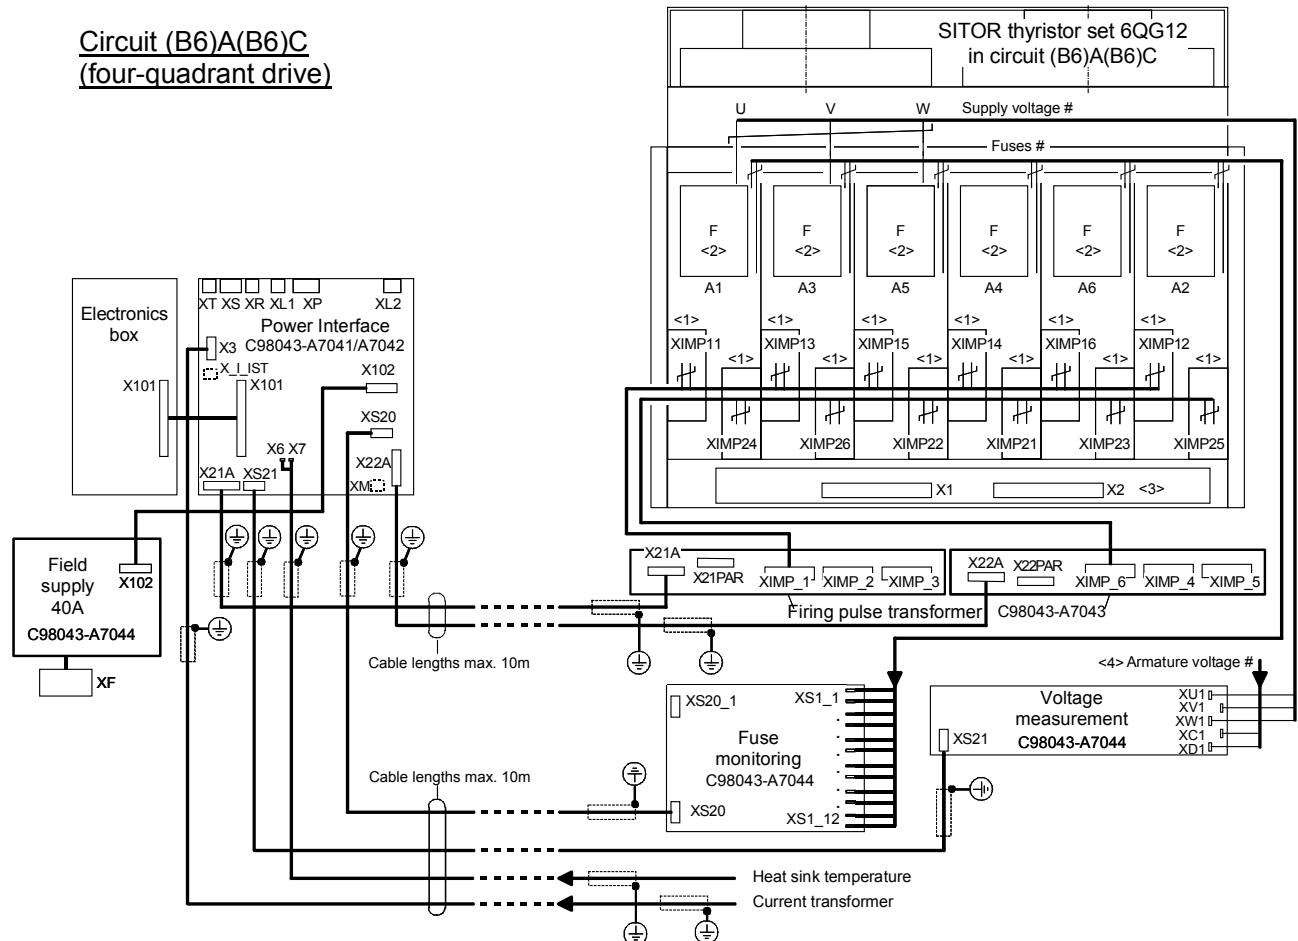 Circuit (B6)A(B6)C
(four-quadrant drive)
SITOR thyristor set 6QG12
in circuit (B6)A(B6)C
U V W Supply voltage #
Fuses #
F F F F F F
<2> <2> <2> <2> <2> <2>
A1 A3 A5 A4 A6 A2
<1> <1> <1> <1> <1> <1>
XIMP11 XIMP13 XIMP15 XIMP14 XIMP16 XIMP12
<1> <1> <1> <1> <1> <1>
XIMP24 XIMP26 XIMP22 XIMP21 XIMP23 XIMP25
X1 X2 <3>
Electronics
box
X101
XT XS XR XL1 XP XL2
Power Interface
C98043-A7041/A7042
X3
X_I_IST
X101
X102
XS20
X6 X7
X21A XS21
X22A
XM
Field
supply
40A
X102
C98043-A7044
XF
X21A
X21PAR
XIMP_1 XIMP_2 XIMP_3
X22A
X22PAR
XIMP_6 XIMP_4 XIMP_5
Firing pulse transformer C98043-A7043
Cable lengths max. 10m
<4> Armature voltage #
XS20_1
XS1_1
Fuse
monitoring
C98043-A7044
XS20
XS1_12
Voltage
measurement
C98043-A7044
XS21
XU1
XV1
XW1
XC1
XD1
Cable lengths max. 10m
Heat sink temperature
Current transformer